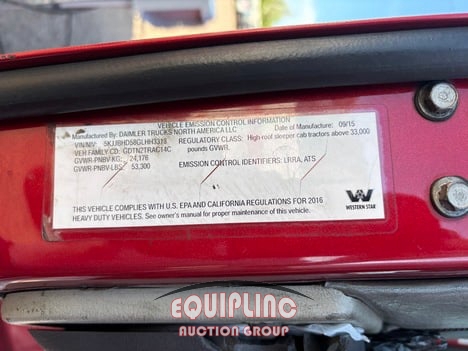 VEHICLE EMISSION CONTROL INFORMATION
Manufactured By: DAIMLER TRUCKS NORTH AMERICA LLC Date of Manufacture: 09/15
VIN/NIV: 5KJJBHD58GLHH3318 REGULATORY CLASS: High-roof sleeper cab tractors above 33,000
VEH FAMILY CD: GDTN2TRAC14C pounds GVWR.
GVWR-PNBV-KG: 24,176 EMISSION CONTROL IDENTIFIERS: LRRA, ATS
GVWR-PNBV-LBS: 53,300
THIS VEHICLE COMPLIES WITH U.S. EPA AND CALIFORNIA REGULATIONS FOR 2016
HEAVY DUTY VEHICLES. See owner's manual for proper maintenance of this vehicle.
WESTERN STAR
EQUIPLINC
AUCTION GROUP